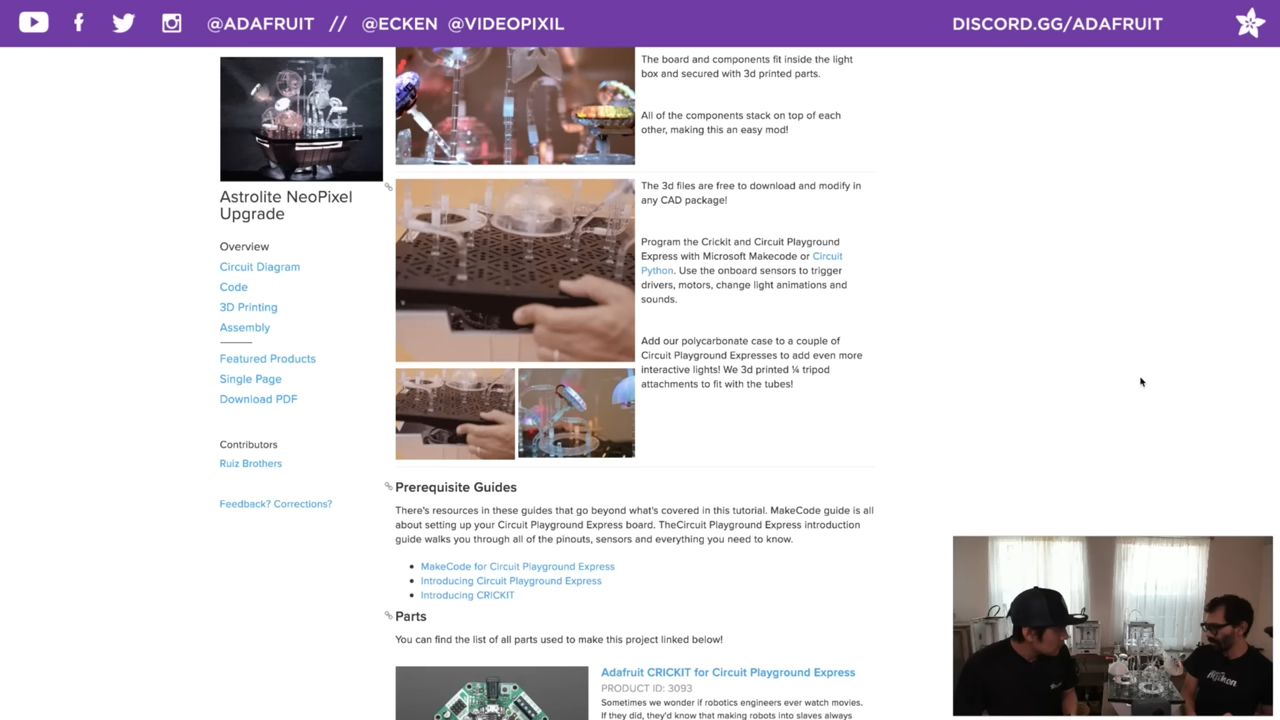 @ADAFRUIT // @ECKEN @VIDEOPIXIL
DISCORD.GG/ADAFRUIT
Astrolite NeoPixel
Upgrade
Overview
Circuit Diagram
Code
3D Printing
Assembly
Featured Products
Single Page
Download PDF
Contributors
Ruiz Brothers
Feedback? Corrections?
The board and components fit inside the light
box and secured with 3d printed parts.
All of the components stack on top of each
other, making this an easy mod!
The 3d files are free to download and modify in
any CAD package!
Program the Crickit and Circuit Playground
Express with Microsoft Makecode or Circuit
Python. Use the onboard sensors to trigger
drivers, motors, change light animations and
sounds.
Add our polycarbonate case to a couple of
Circuit Playground Expresses to add even more
interactive lights! We 3d printed ¼ tripod
attachments to fit with the tubes!
Prerequisite Guides
There's resources in these guides that go beyond what's covered in this tutorial. MakeCode guide is all
about setting up your Circuit Playground Express board. TheCircuit Playground Express introduction
guide walks you through all of the pinouts, sensors and everything you need to know.
MakeCode for Circuit Playground Express
Introducing Circuit Playground Express
Introducing CRICKIT
Parts
You can find the list of all parts used to make this project linked below!
Adafruit CRICKIT for Circuit Playground Express
PRODUCT ID: 3093
Sometimes we wonder if robotics engineers ever watch movies.
If they did, they'd know that making robots into slaves always